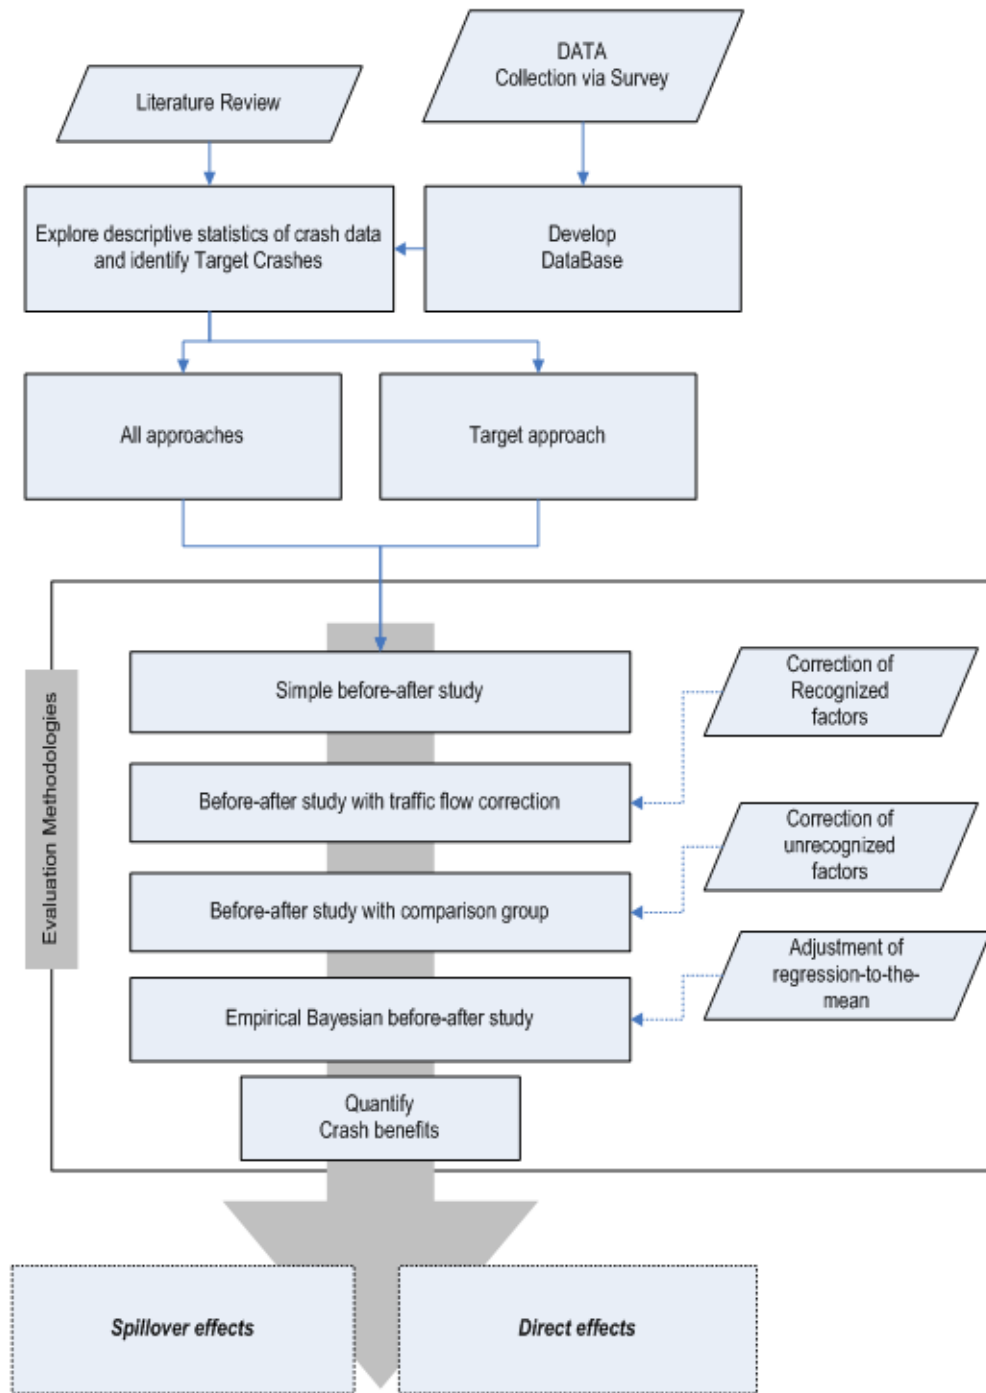 DATA
Collection via Survey
Literature Review
Explore descriptive statistics of crash data
and identify Target Crashes
Develop
DataBase
All approaches
Target approach
Evaluation Methodologies
Simple before-after study
Correction of
Recognized
factors
Before-after study with traffic flow correction
Correction of
unrecognized
factors
Before-after study with comparison group
Adjustment of
regression-to-the-
mean
Empirical Bayesian before-after study
Quantify
Crash benefits
Spillover effects
Direct effects